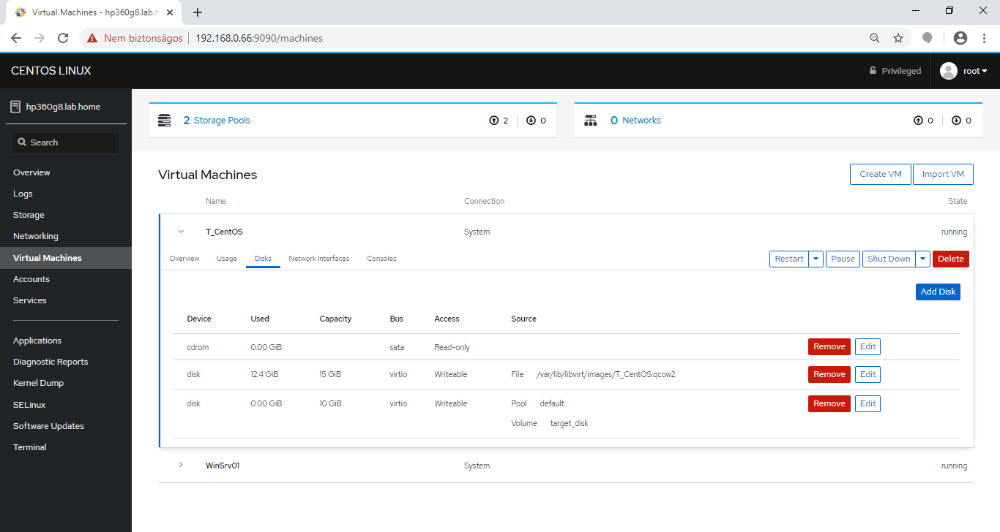 Virtual Machines - hp360g8.lab.h
Nem biztonságos 192.168.0.66:9090/machines
CENTOS LINUX
Privileged
root
hp360g8.lab.home
Search
Overview
Logs
Storage
Networking
Virtual Machines
Accounts
Services
Applications
Diagnostic Reports
Kernel Dump
SELinux
Software Updates
Terminal
2 Storage Pools 2 0
0 Networks 0 0
Virtual Machines
Create VM Import VM
Name Connection State
T_CentOS System running
Overview Usage Disks Network Interfaces Consoles
Restart Pause Shut Down Delete
Add Disk
Device Used Capacity Bus Access Source
cdrom 0.00 GiB sata Read-only Remove Edit
disk 12.4 GiB 15 GiB virtio Writeable File /var/lib/libvirt/images/T_CentOS.qcow2 Remove Edit
disk 0.00 GiB 10 GiB virtio Writeable Pool default Remove Edit
Volume target_disk
WinSrv01 System running